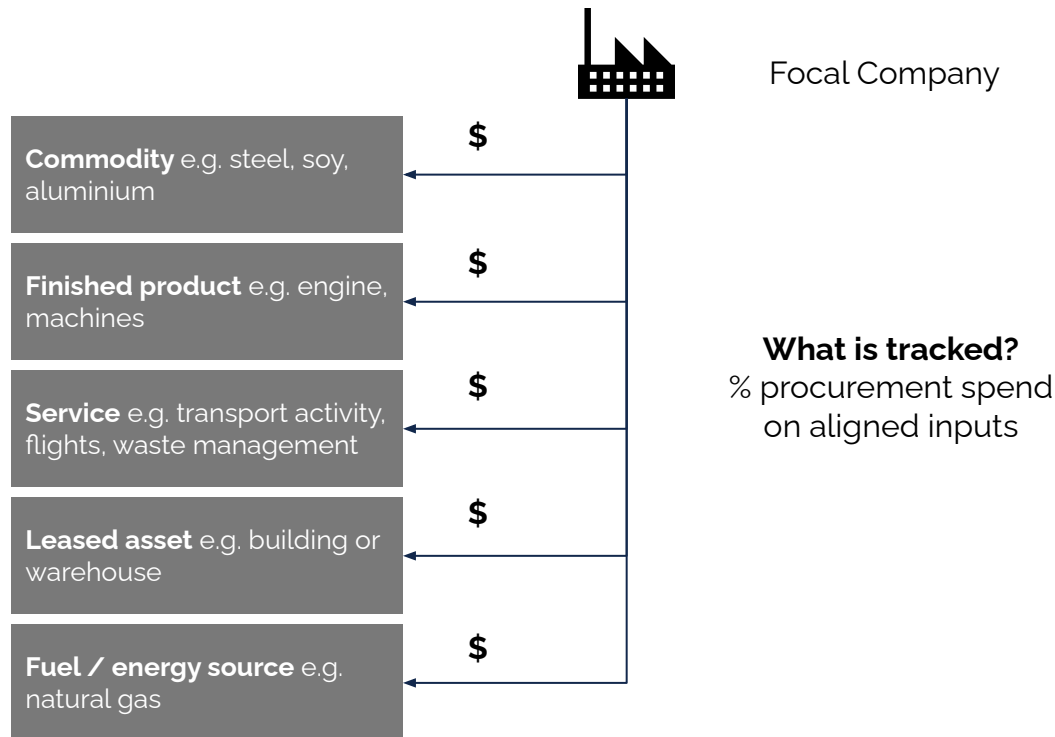 Focal Company
$
Commodity e.g. steel, soy,
aluminium
$
Finished product e.g. engine,
machines
What is tracked?
% procurement spend
on aligned inputs
$
Service e.g. transport activity,
flights, waste management
$
Leased asset e.g. building or
warehouse
$
Fuel / energy source e.g.
natural gas